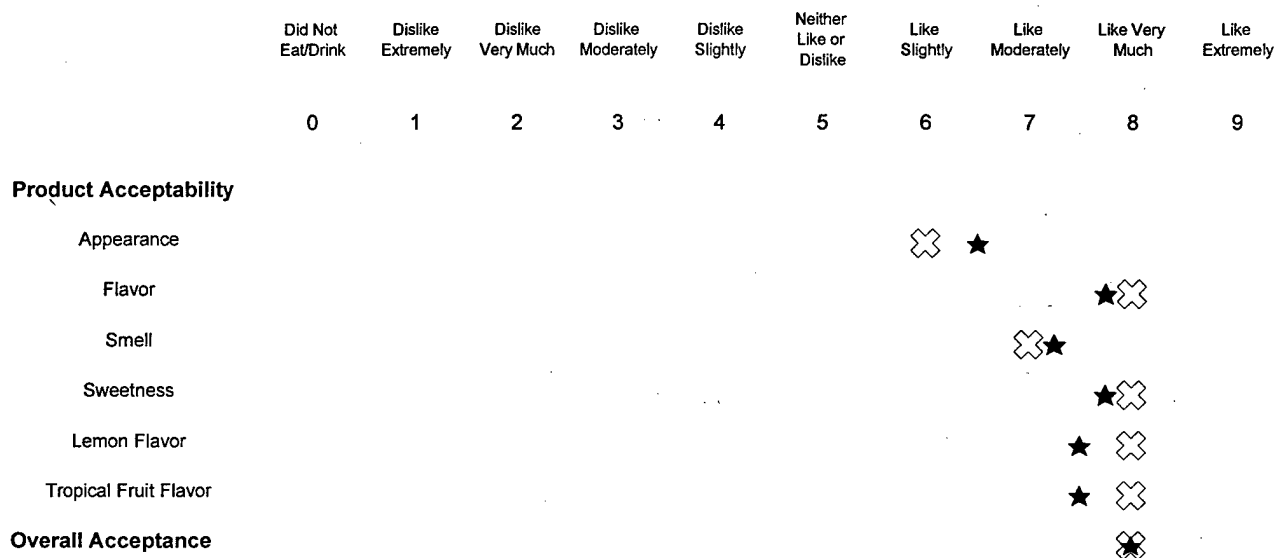 Did Not
Eat/Drink
Dislike
Extremely
Dislike
Very Much
Dislike
Moderately
Dislike
Slightly
Neither
Like or
Dislike
Like
Slightly
Like
Moderately
Like Very
Much
Like
Extremely
0 1 2 3 4 5 6 7 8 9
Product Acceptability
Appearance
Flavor
Smell
Sweetness
Lemon Flavor
Tropical Fruit Flavor
Overall Acceptance